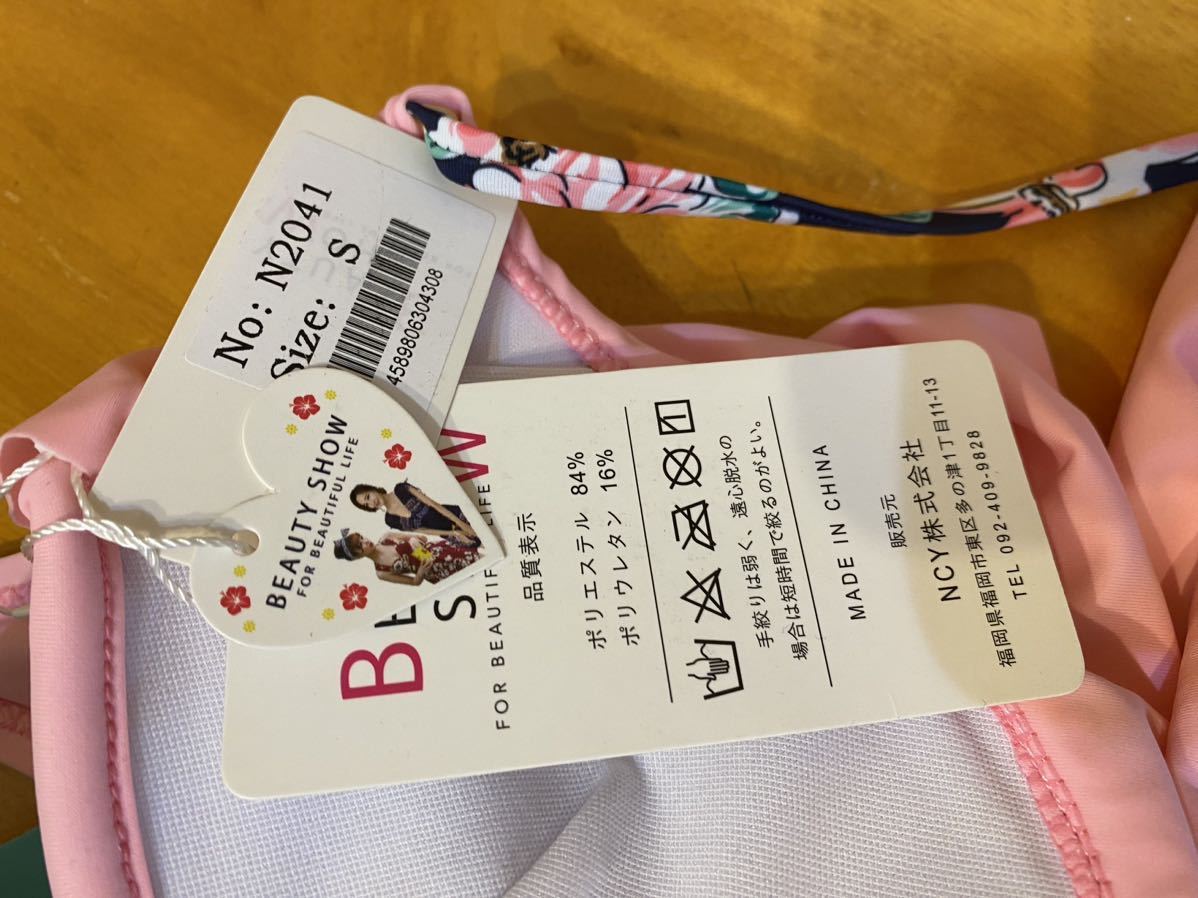 No: N2041
Size: S
4589806304308
BEAUTY SHOW
FOR BEAUTIFUL LIFE
W
FOR BEAUTIF LIFE
品質表示
ポリエステル 84%
ポリウレタン 16%
手絞りは弱く、遠心脱水の
場合は短時間で絞るのがよい。
MADE IN CHINA
販売元
NCY株式会社
福岡県福岡市東区多の津1丁目11-13
TEL 092-409-9828